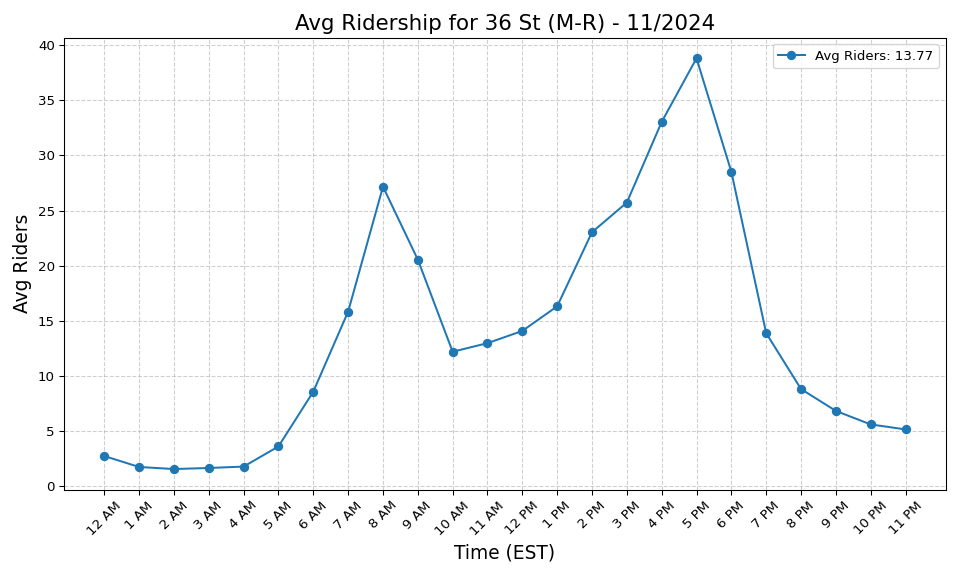 Avg Ridership for 36 St (M-R) - 11/2024
Avg Riders: 13.77
Avg Riders
40
35
30
25
20
15
10
5
0
12 AM
1 AM
2 AM
3 AM
4 AM
5 AM
6 AM
7 AM
8 AM
9 AM
10 AM
11 AM
12 PM
1 PM
2 PM
3 PM
4 PM
5 PM
6 PM
7 PM
8 PM
9 PM
10 PM
11 PM
Time (EST)